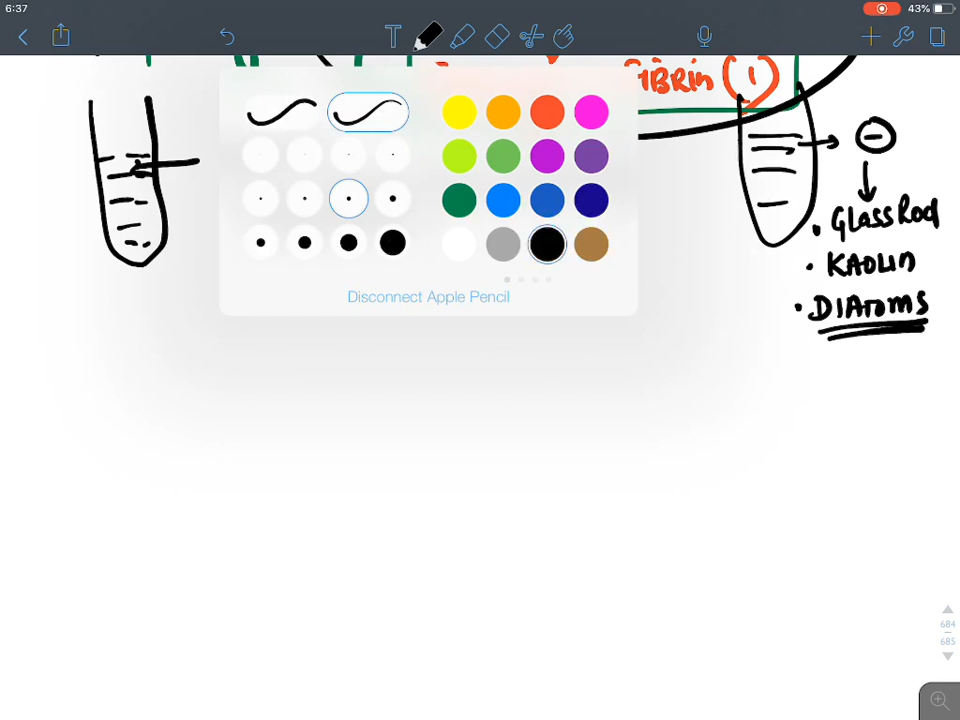 6:37
43%
T
FIBRIN (1)
Disconnect Apple Pencil
GLASS Rod
KAOLIN
DIATOMS
684
685